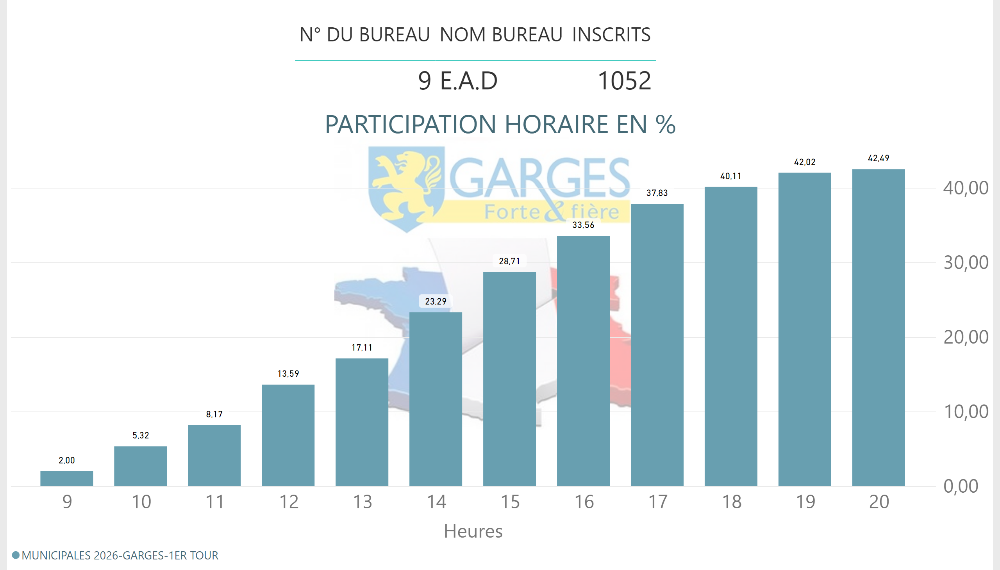 N° DU BUREAU NOM BUREAU INSCRITS
9 E.A.D 1052
PARTICIPATION HORAIRE EN %
GARGES
Forte & fière
42,49
42,02
40,11
37,83
33,56
28,71
23,29
17,11
13,59
8,17
5,32
2,00
40,00
30,00
20,00
10,00
0,00
9 10 11 12 13 14 15 16 17 18 19 20
Heures
MUNICIPALES 2026-GARGES-1ER TOUR